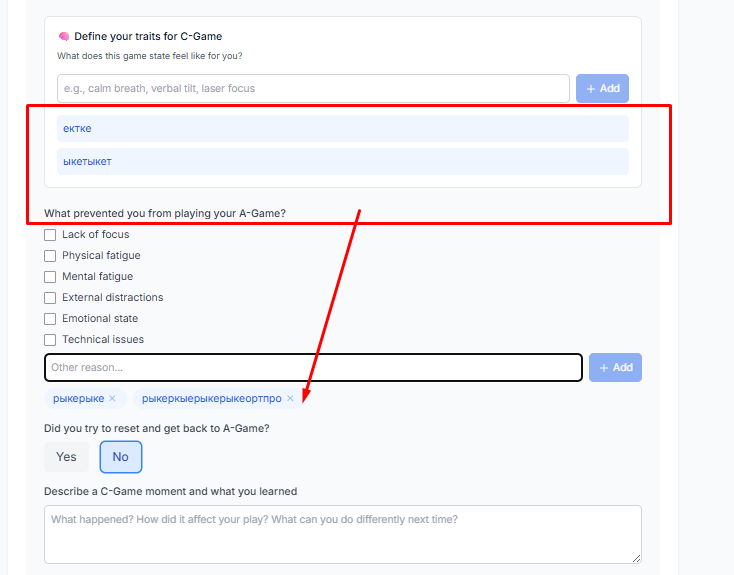 Define your traits for C-Game
What does this game state feel like for you?
e.g., calm breath, verbal tilt, laser focus
+ Add
ектке
ыкетыкет
What prevented you from playing your A-Game?
Lack of focus
Physical fatigue
Mental fatigue
External distractions
Emotional state
Technical issues
Other reason...
+ Add
рыкерыке ×
рыкеркыерыкерыкеортпро ×
Did you try to reset and get back to A-Game?
Yes
No
Describe a C-Game moment and what you learned
What happened? How did it affect your play? What can you do differently next time?